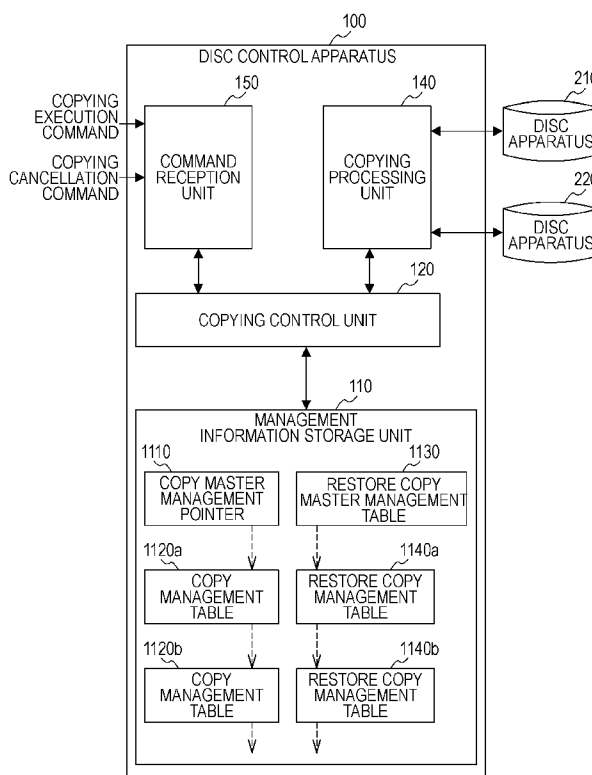 100
DISC CONTROL APPARATUS
150
140
210
COPYING
EXECUTION
COMMAND
COPYING
CANCELLATION
COMMAND
COMMAND
RECEPTION
UNIT
COPYING
PROCESSING
UNIT
DISC
APPARATUS
220
DISC
APPARATUS
120
COPYING CONTROL UNIT
110
MANAGEMENT
INFORMATION STORAGE UNIT
1110
1130
COPY MASTER
MANAGEMENT
POINTER
RESTORE COPY
MASTER MANAGEMENT
TABLE
1120a
1140a
COPY
MANAGEMENT
TABLE
RESTORE COPY
MANAGEMENT
TABLE
1120b
1140b
COPY
MANAGEMENT
TABLE
RESTORE COPY
MANAGEMENT
TABLE